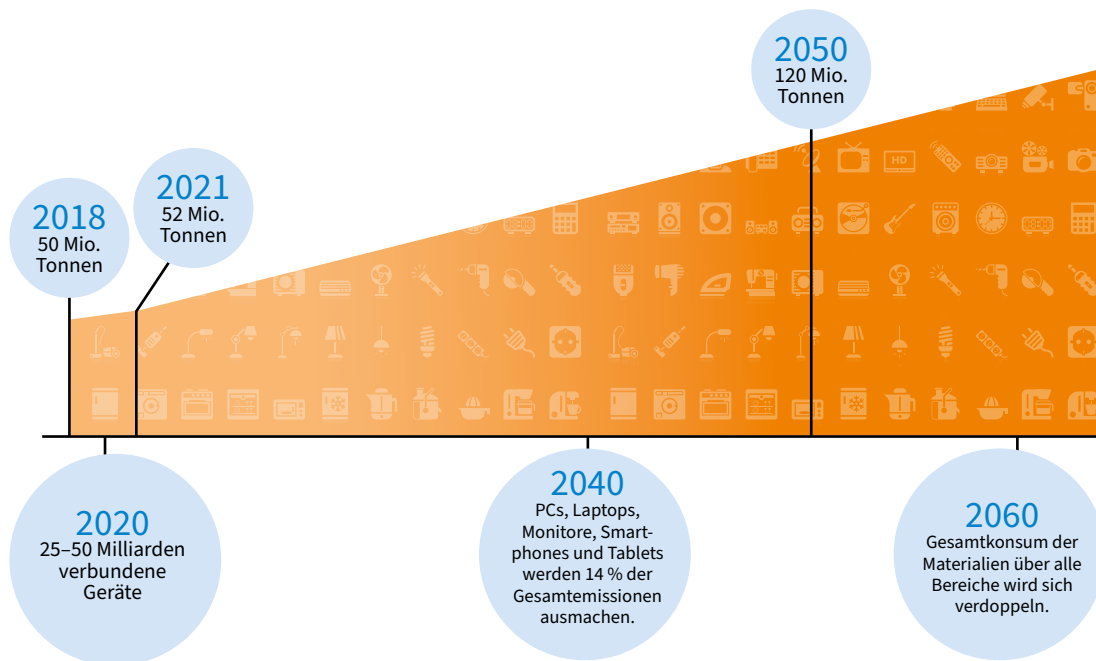 2050
120 Mio.
Tonnen
2021
52 Mio.
Tonnen
2018
50 Mio.
Tonnen
HD
2020
25–50 Milliarden
verbundene
Geräte
2040
PCs, Laptops,
Monitore, Smart-
phones und Tablets
werden 14 % der
Gesamtemissionen
ausmachen.
2060
Gesamtkonsum der
Materialien über alle
Bereiche wird sich
verdoppeln.